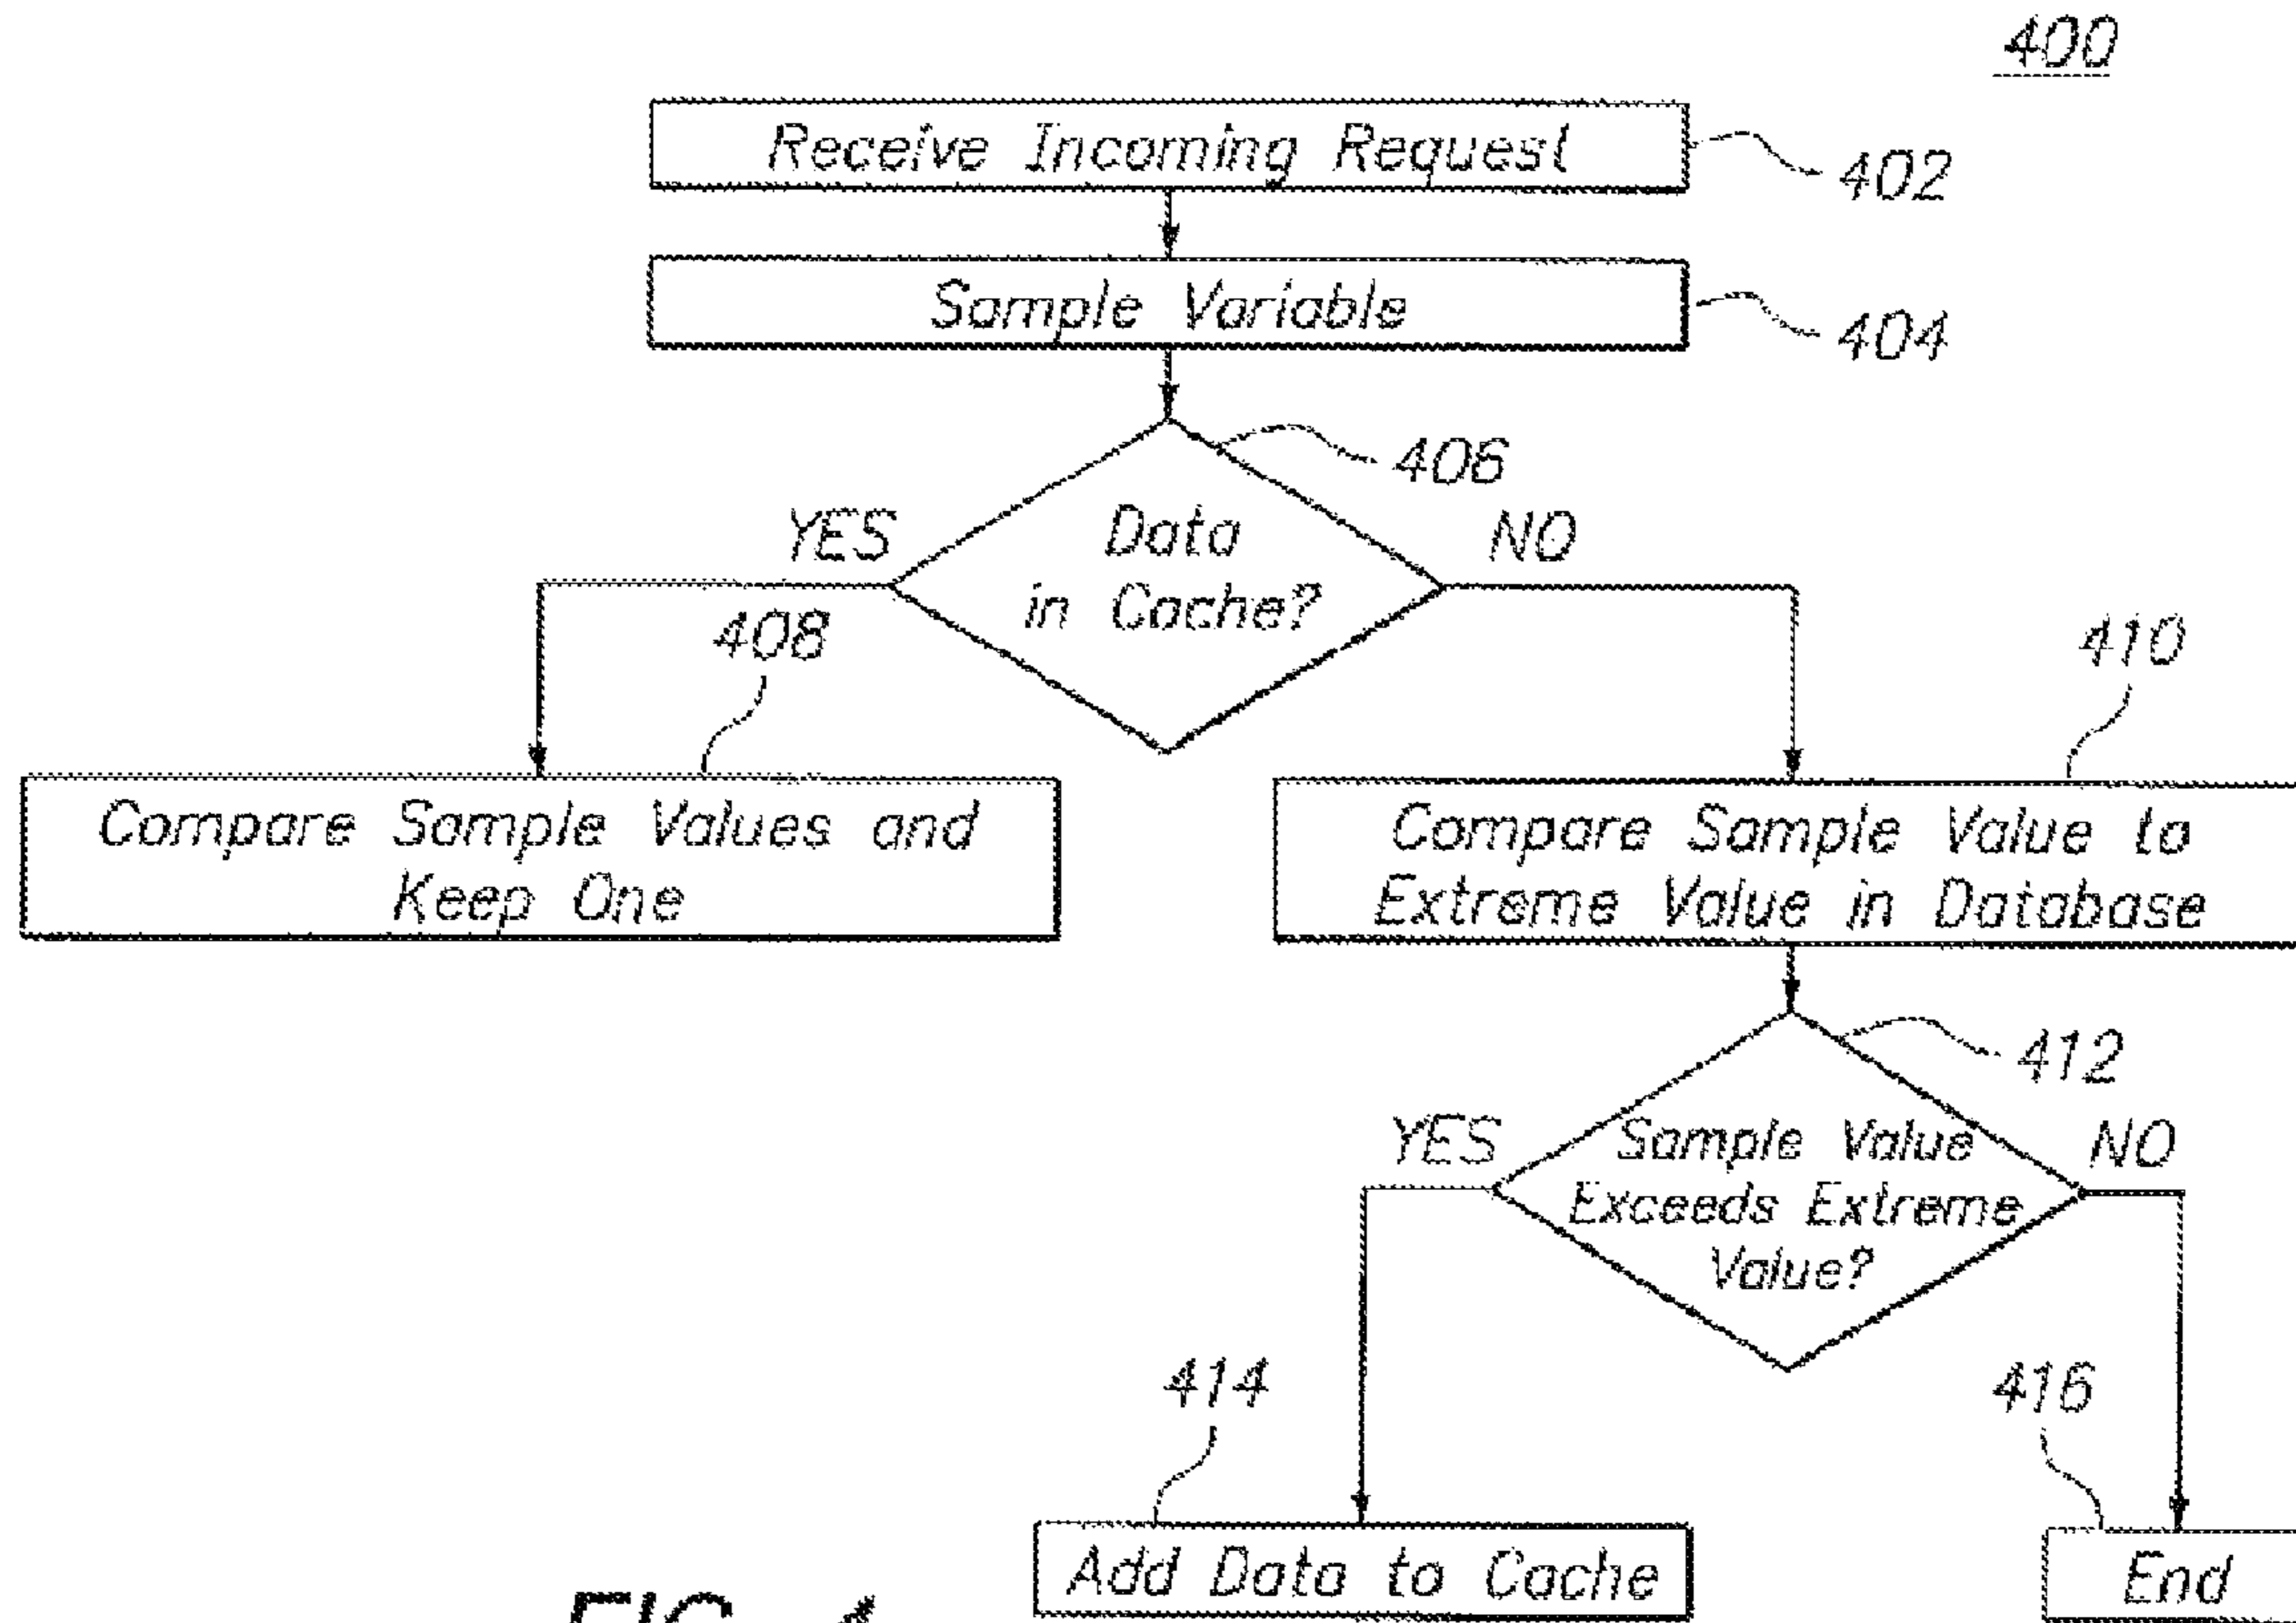 400
Receive Incoming Request
402
Sample Variable
404
406
YES
Data
in Cache?
NO
408
410
Compare Sample Values and
Keep One
Compare Sample Value to
Extreme Value in Database
412
YES
Sample Value
Exceeds Extreme
Value?
NO
414
416
Add Data to Cache
End
FIG. 4